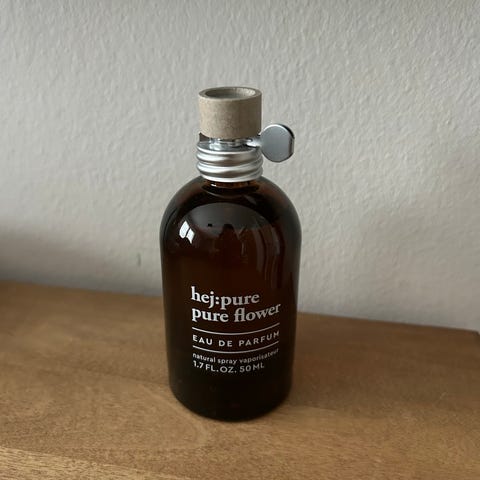 hej:pure
pure flower
EAU DE PARFUM
natural spray vaporisateur
1.7 FL.OZ. 50 ML